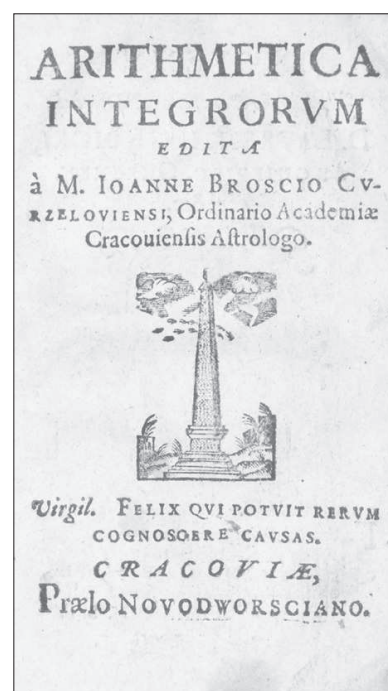 ARITHMETICA
INTEGRORVM
EDITA
à M. IOANNE BROSCIO CV-
RZELOVIENSI, Ordinario Academiæ
Cracouiensis Aſtrologo.
Virgil. FELIX QVI POTVIT RERVM
COGNOSCERE CAVSAS.
CRACOVIÆ,
Prælo NOVODWORSCIANO.